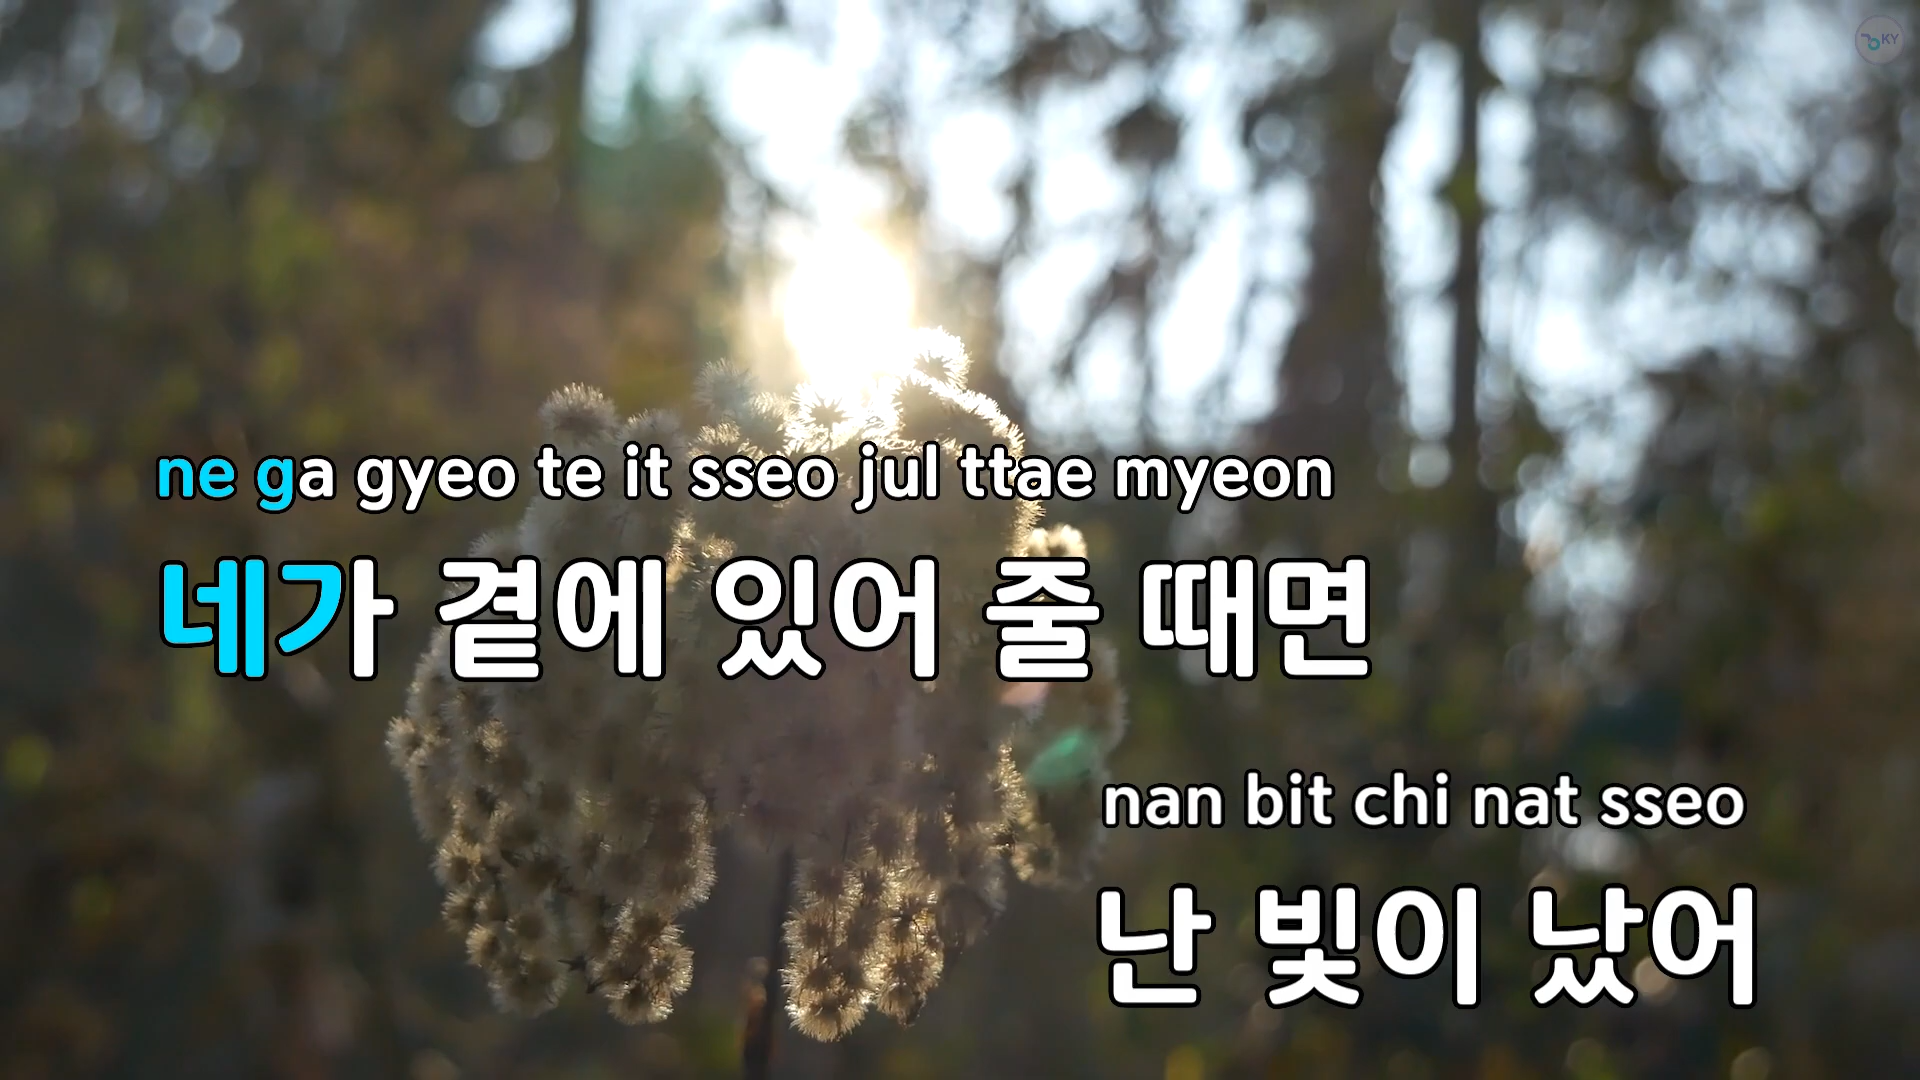 KY
ne ga gyeo te it sseo jul ttae myeon
네가 곁에 있어 줄 때면
nan bit chi nat sseo
난 빛이 났어